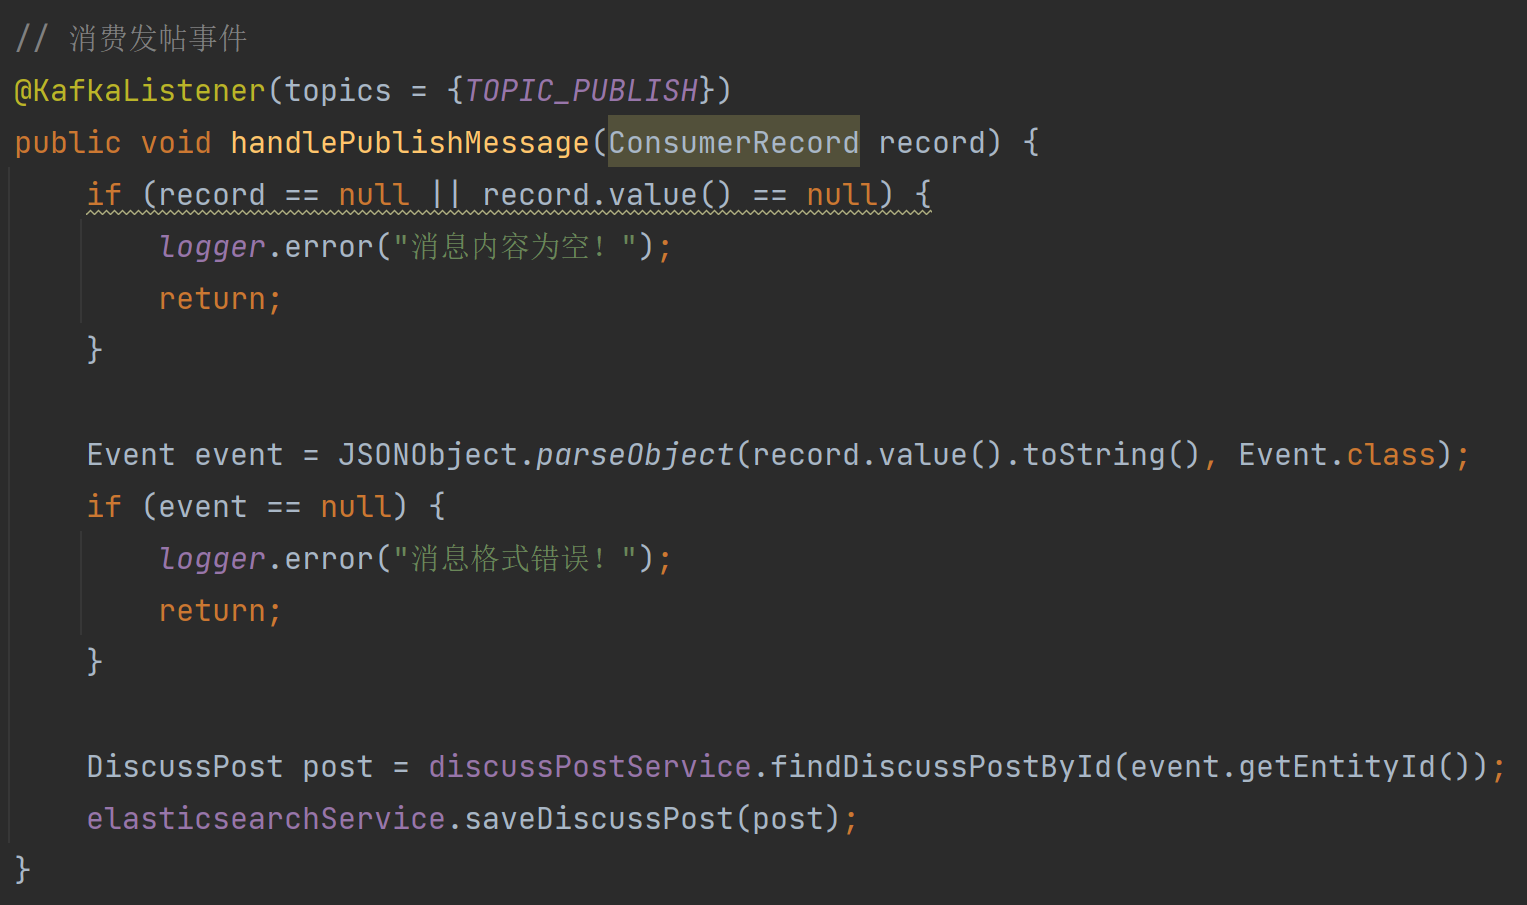 // 消费发帖事件
@KafkaListener(topics = {TOPIC_PUBLISH})
public void handlePublishMessage(ConsumerRecord record) {
    if (record == null || record.value() == null) {
        logger.error("消息内容为空！");
        return;
    }
    Event event = JSONObject.parseObject(record.value().toString(), Event.class);
    if (event == null) {
        logger.error("消息格式错误！");
        return;
    }
    DiscussPost post = discussPostService.findDiscussPostById(event.getEntityId());
    elasticsearchService.saveDiscussPost(post);
}